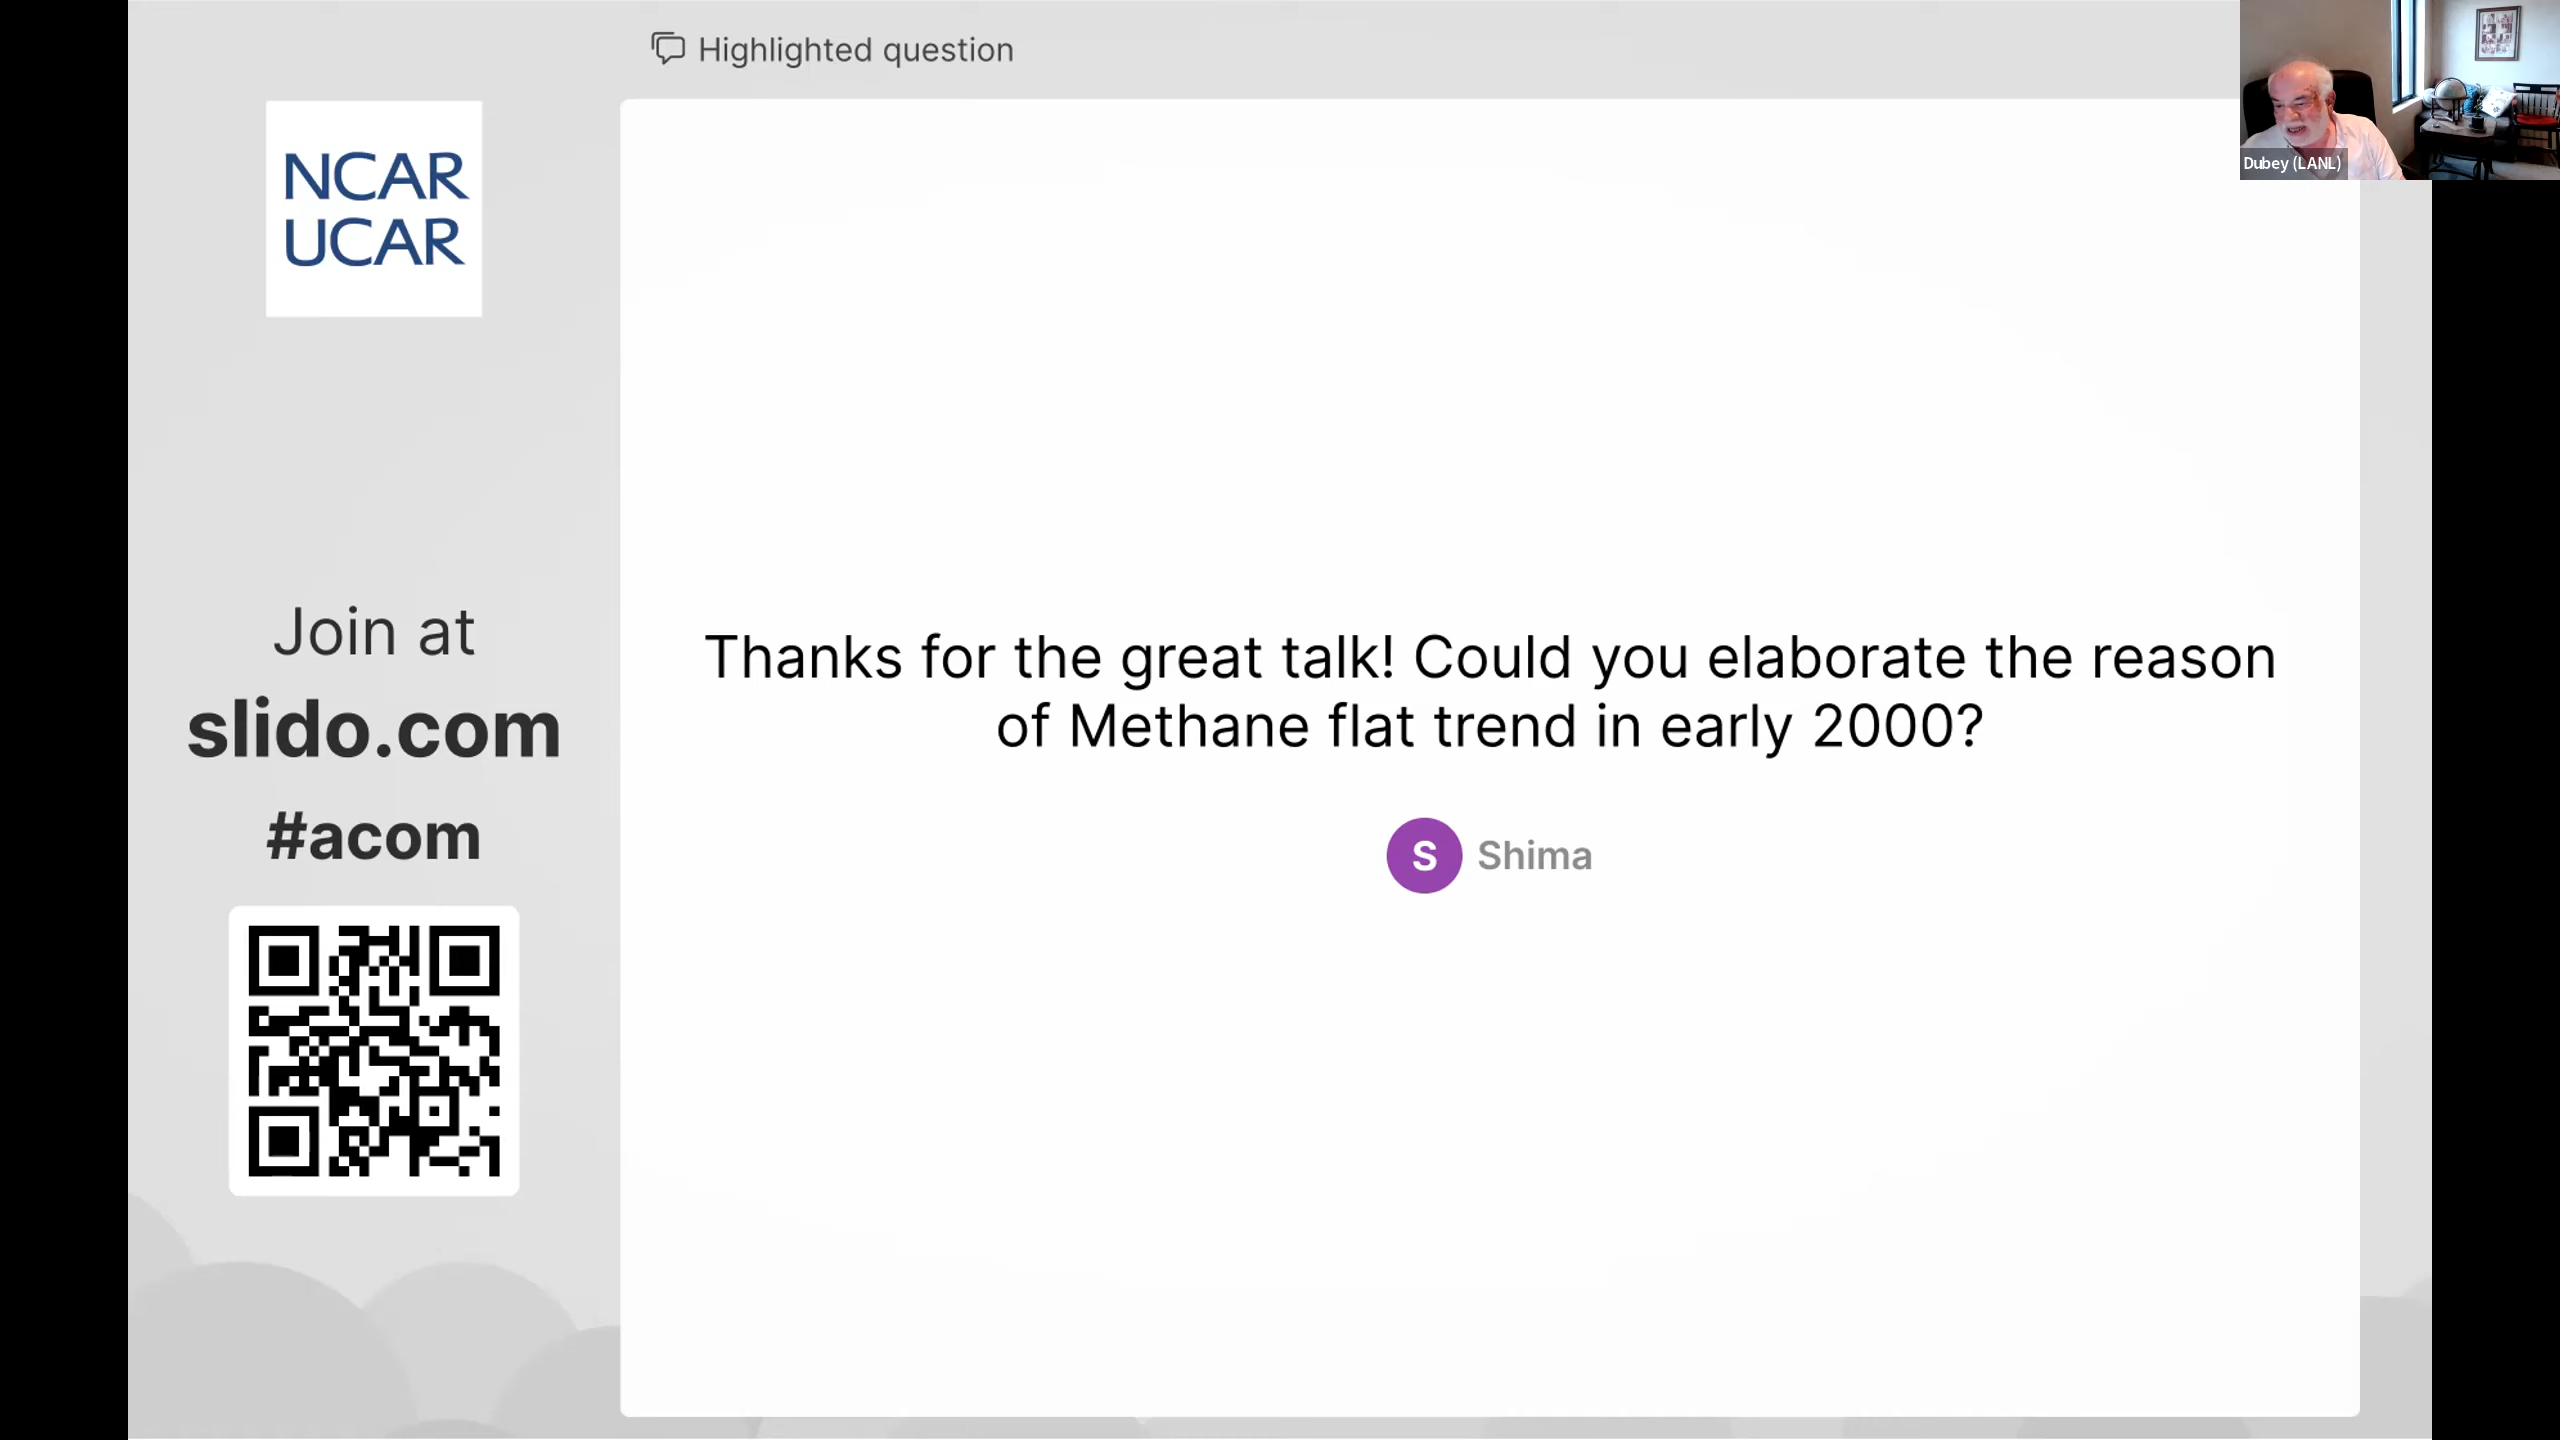 Highlighted question
NCAR
UCAR
Dubey (LANL)
Join at
slido.com
#acom
Thanks for the great talk! Could you elaborate the reason
of Methane flat trend in early 2000?
S Shima